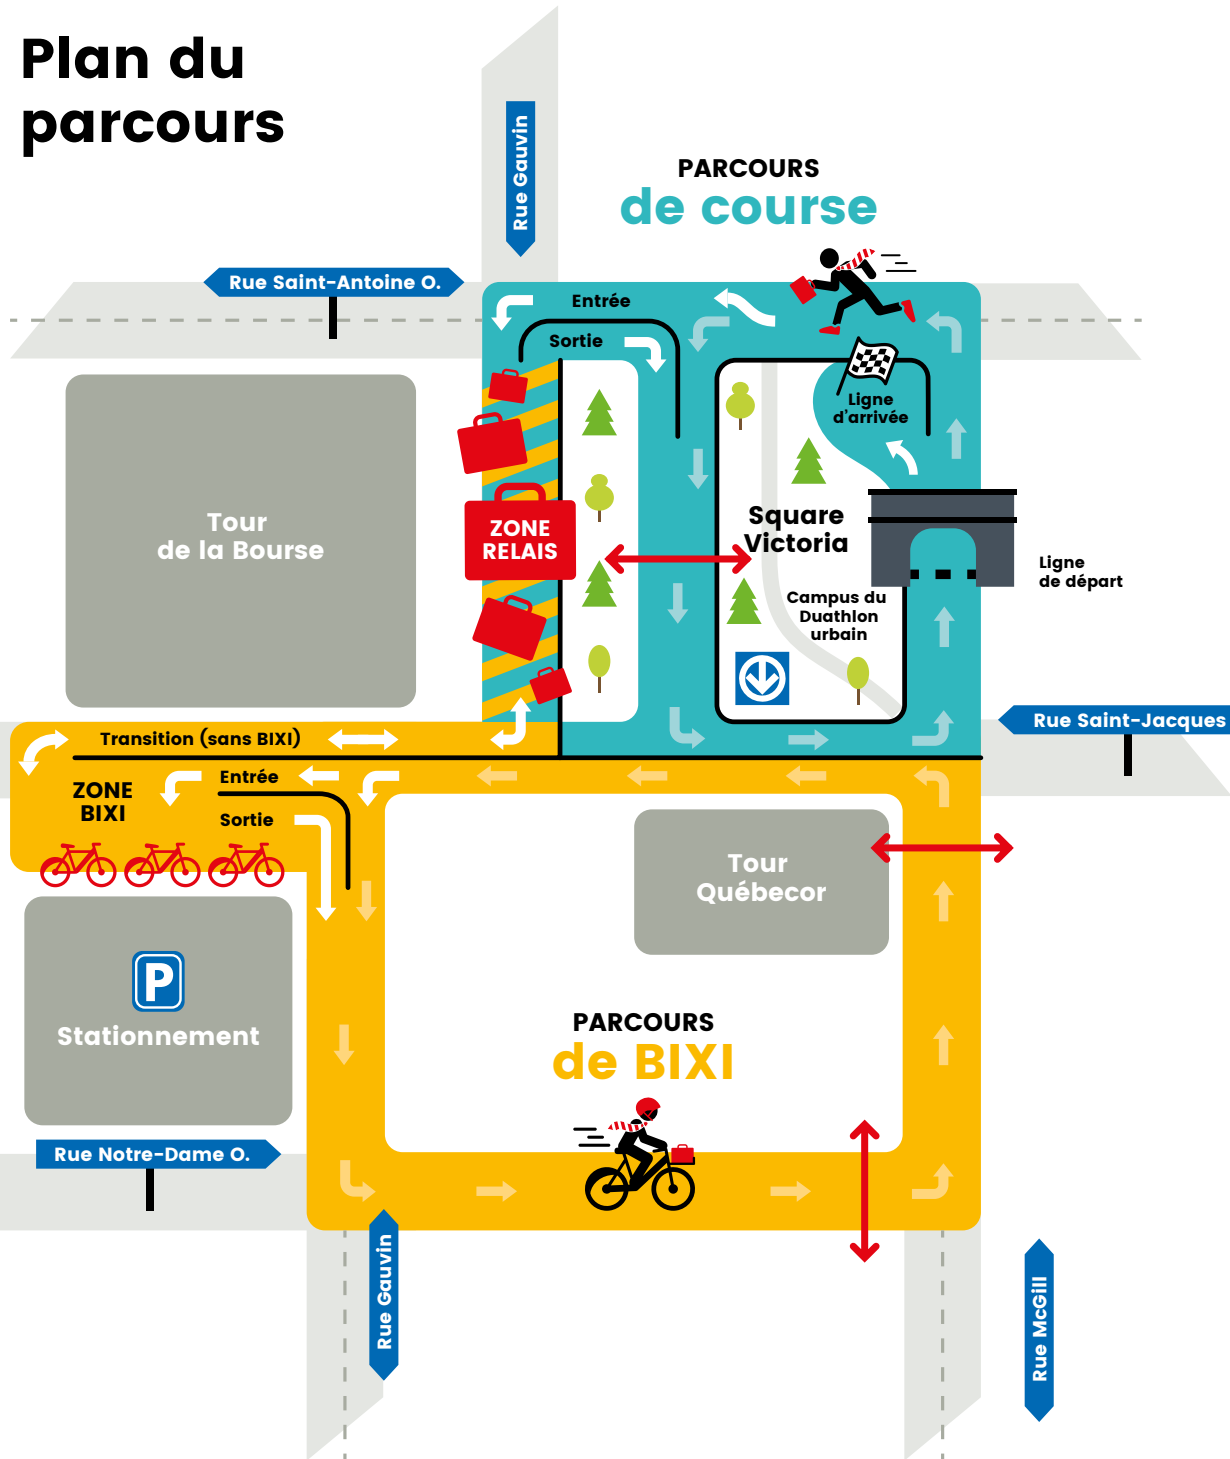 Plan du
parcours
Rue Gauvin
PARCOURS
de course
Rue Saint-Antoine O.
Entrée
Sortie
Ligne
d'arrivée
Tour
de la Bourse
ZONE
RELAIS
Square
Victoria
Ligne
de départ
Campus du
Duathlon
urbain
Rue Saint-Jacques
Transition (sans BIXI)
Entrée
ZONE
BIXI
Sortie
Tour
Québecor
P
Stationnement
PARCOURS
de BIXI
Rue Notre-Dame O.
Rue Gauvin
Rue McGill